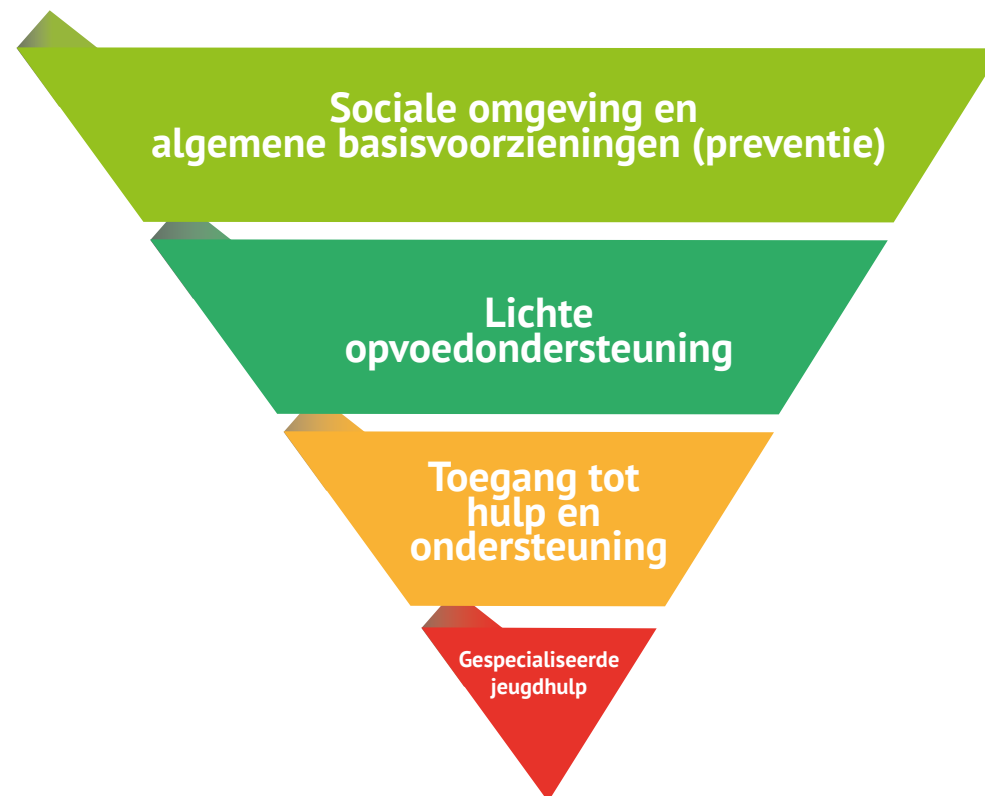 Sociale omgeving en
algemene basisvoorzieningen (preventie)
Lichte
opvoedondersteuning
Toegang tot
hulp en
ondersteuning
Gespecialiseerde
jeugdhulp